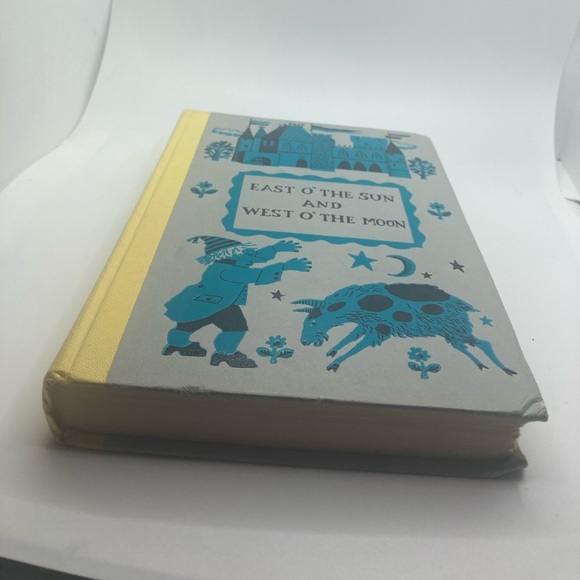 EAST O' THE SUN
AND
WEST O' THE MOON